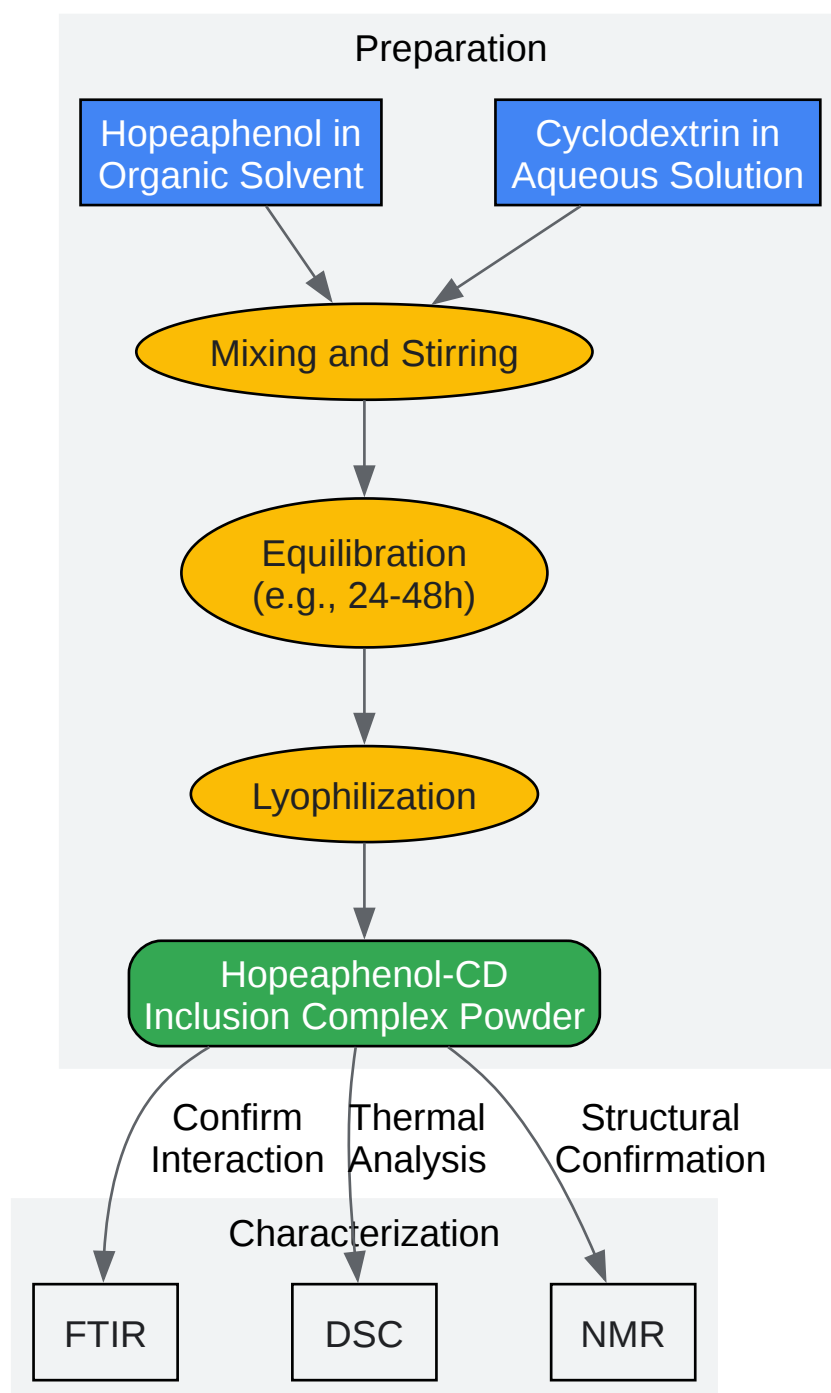 Preparation
Hopeaphenol in
Organic Solvent
Cyclodextrin in
Aqueous Solution
Mixing and Stirring
Equilibration
(e.g., 24-48h)
Lyophilization
Hopeaphenol-CD
Inclusion Complex Powder
Confirm
Interaction
Thermal
Analysis
Structural
Confirmation
Characterization
FTIR
DSC
NMR